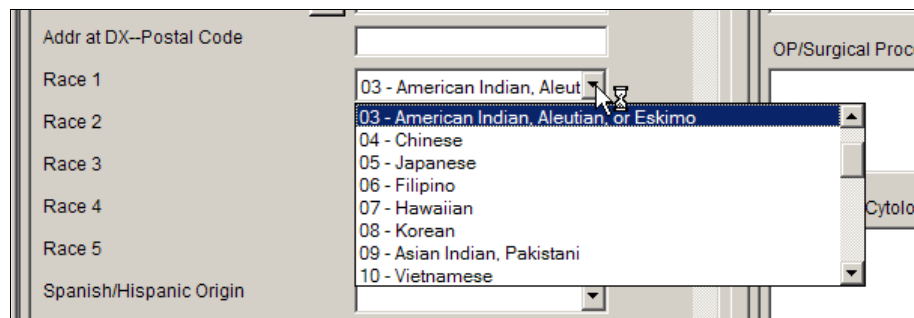 Addr at DX--Postal Code
OP/Surgical Proc
Race 1
03 - American Indian, Aleut
Race 2
03 - American Indian, Aleutian, or Eskimo
04 - Chinese
05 - Japanese
Race 3
06 - Filipino
07 - Hawaiian
Race 4
Cytolo
08 - Korean
Race 5
09 - Asian Indian, Pakistani
10 - Vietnamese
Spanish/Hispanic Origin